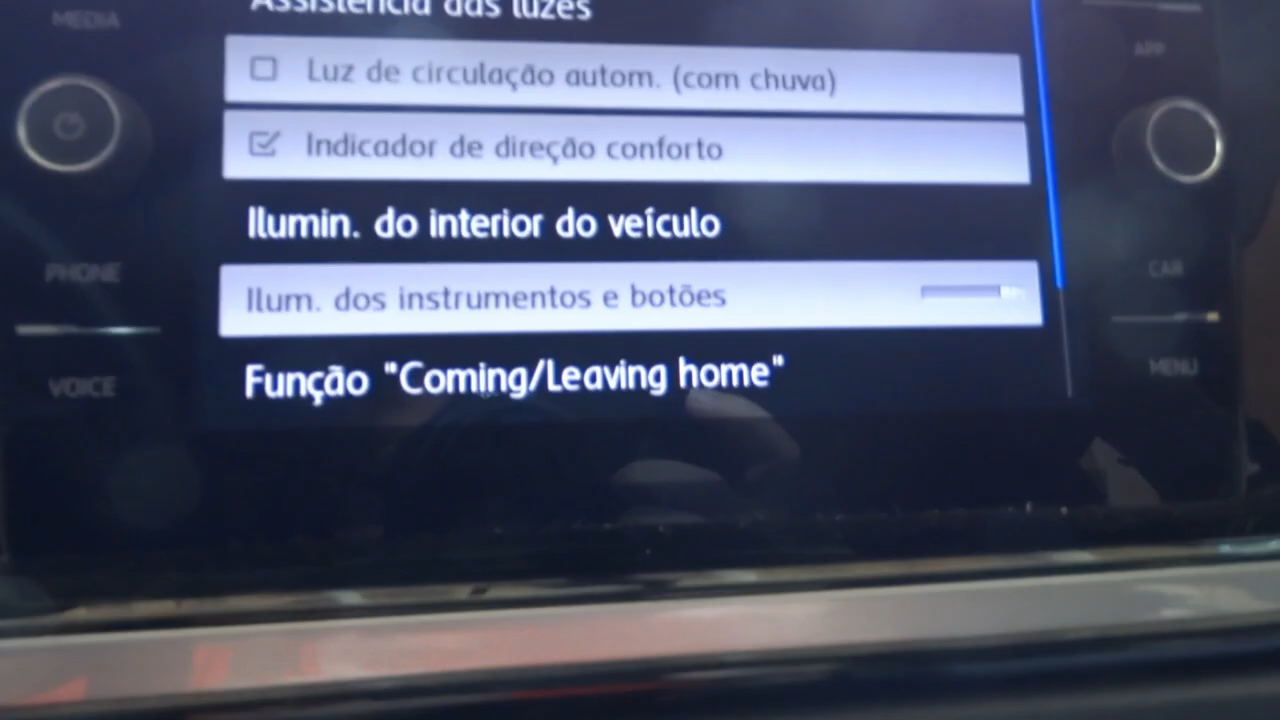 MEDIA
Assistência das luzes
APP
Luz de circulação autom. (com chuva)
Indicador de direção conforto
Ilumin. do interior do veículo
PHONE
CAR
Ilum. dos instrumentos e botões
VOICE
Função "Coming/Leaving home"
MENU